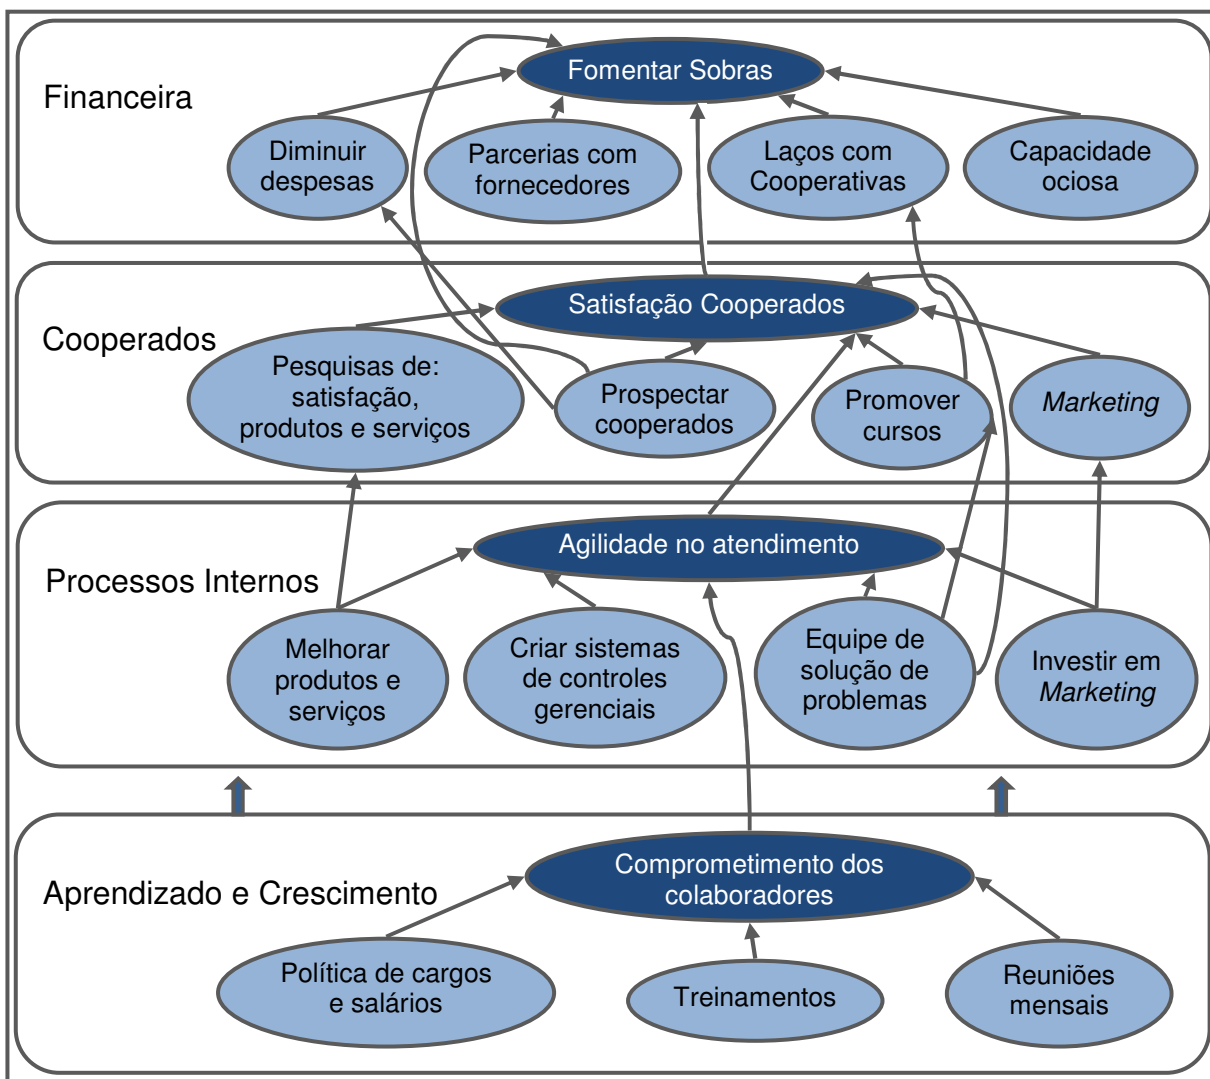 Fomentar Sobras
Financeira
Diminuir
despesas
Parcerias com
fornecedores
Laços com
Cooperativas
Capacidade
ociosa
Satisfação Cooperados
Cooperados
Pesquisas de:
satisfação,
produtos e serviços
Prospectar
cooperados
Promover
cursos
Marketing
Agilidade no atendimento
Processos Internos
Melhorar
produtos e
serviços
Criar sistemas
de controles
gerenciais
Equipe de
solução de
problemas
Investir em
Marketing
Comprometimento dos
colaboradores
Aprendizado e Crescimento
Política de cargos
e salários
Treinamentos
Reuniões
mensais